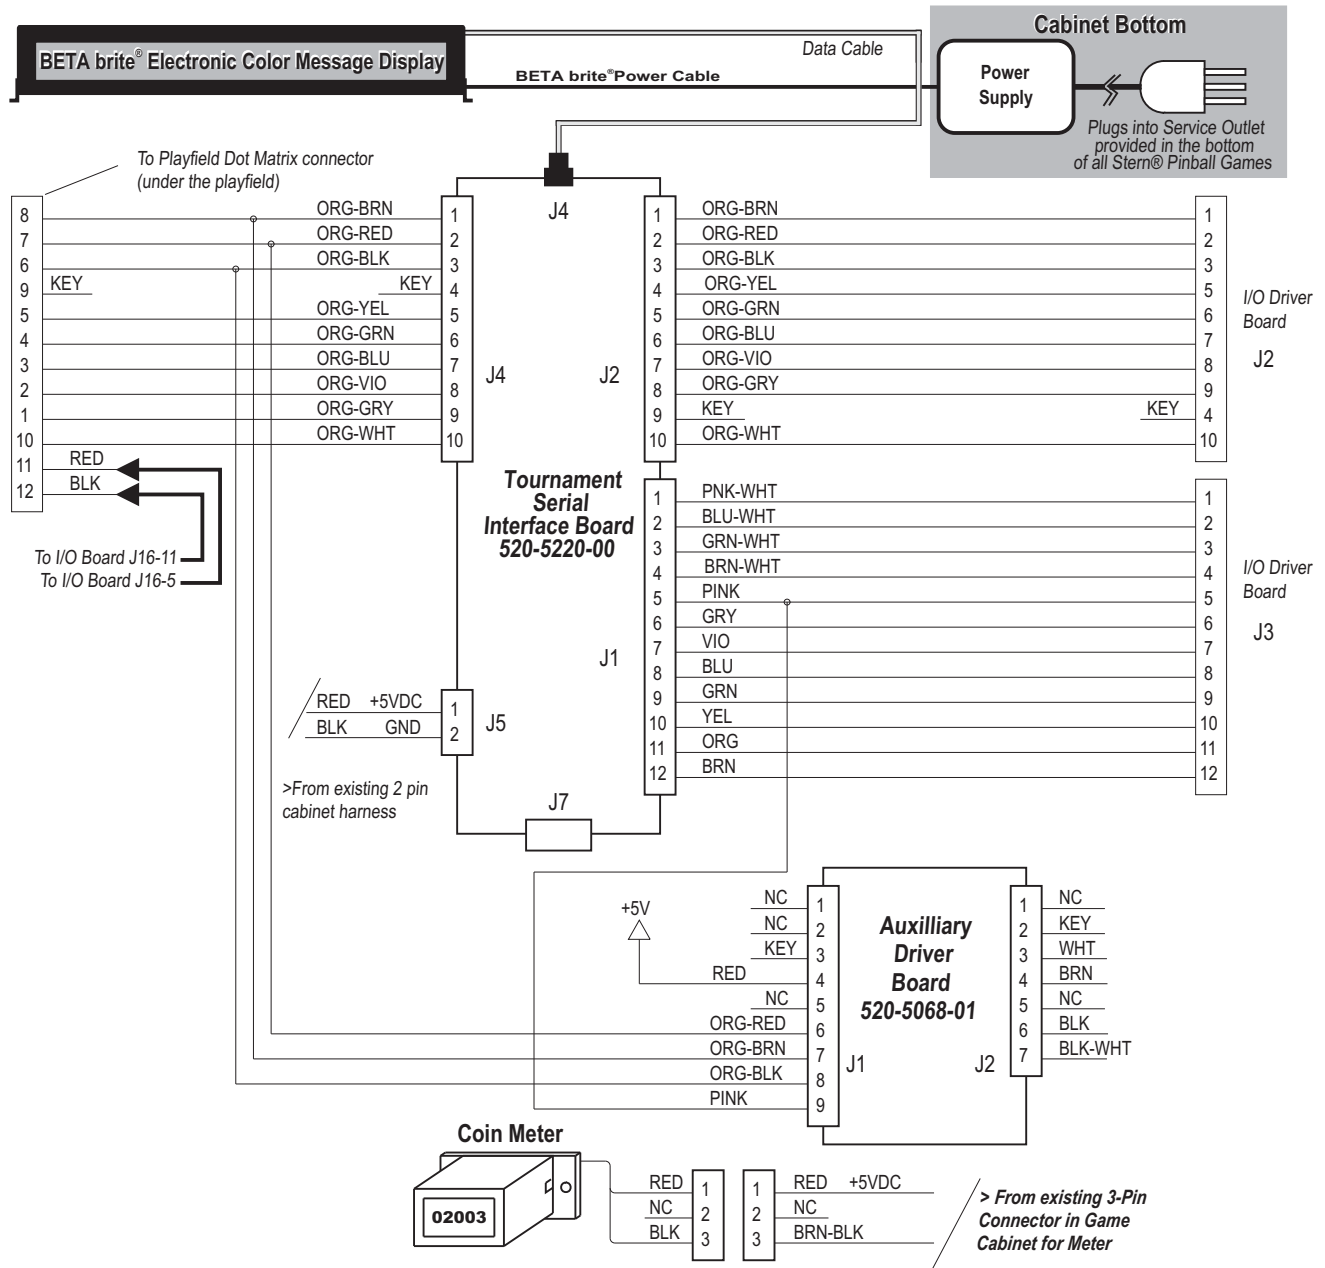 Cabinet Bottom
BETA brite® Electronic Color Message Display
Data Cable
BETA brite®Power Cable
Power
Supply
Plugs into Service Outlet
provided in the bottom
of all Stern® Pinball Games
To Playfield Dot Matrix connector
(under the playfield)
J4
8 ORG-BRN 1
7 ORG-RED 2
6 ORG-BLK 3
9 KEY KEY 4
5 ORG-YEL 5
4 ORG-GRN 6
3 ORG-BLU 7
2 ORG-VIO 8
1 ORG-GRY 9
10 ORG-WHT 10
11 RED
12 BLK
J4
To I/O Board J16-11
To I/O Board J16-5
J2
1 ORG-BRN 1
2 ORG-RED 2
3 ORG-BLK 3
4 ORG-YEL 5
5 ORG-GRN 6
6 ORG-BLU 7
7 ORG-VIO 8
8 ORG-GRY 9
9 KEY KEY 4
10 ORG-WHT 10
I/O Driver
Board
J2
Tournament
Serial
Interface Board
520-5220-00
J1
1 PNK-WHT 1
2 BLU-WHT 2
3 GRN-WHT 3
4 BRN-WHT 4
5 PINK 5
6 GRY 6
7 VIO 7
8 BLU 8
9 GRN 9
10 YEL 10
11 ORG 11
12 BRN 12
I/O Driver
Board
J3
RED +5VDC 1
BLK GND 2
J5
>From existing 2 pin
cabinet harness
J7
+5V
NC 1
NC 2
KEY 3
RED 4
NC 5
ORG-RED 6
ORG-BRN 7
ORG-BLK 8
PINK 9
J1
Auxilliary
Driver
Board
520-5068-01
J2
1 NC
2 KEY
3 WHT
4 BRN
5 NC
6 BLK
7 BLK-WHT
Coin Meter
02003
RED 1
NC 2
BLK 3
1 RED +5VDC
2 NC
3 BRN-BLK
> From existing 3-Pin
Connector in Game
Cabinet for Meter